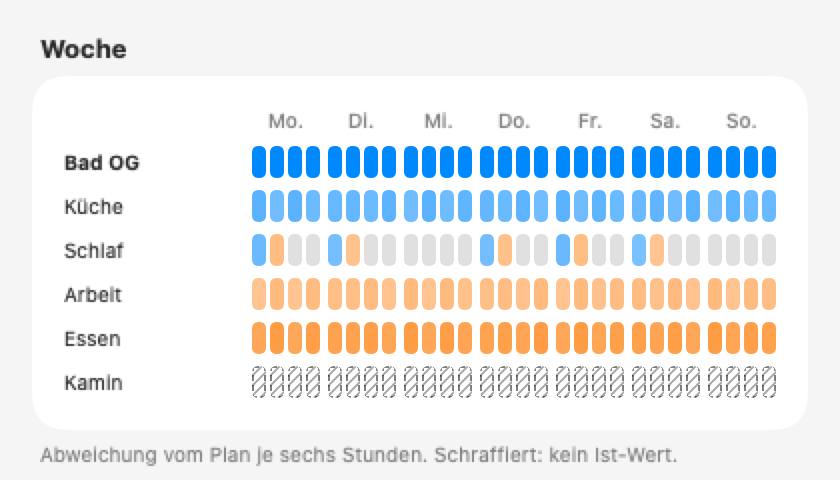 Woche
Mo. Di. Mi. Do. Fr. Sa. So.
Bad OG
Küche
Schlaf
Arbeit
Essen
Kamin
Abweichung vom Plan je sechs Stunden. Schraffiert: kein Ist-Wert.